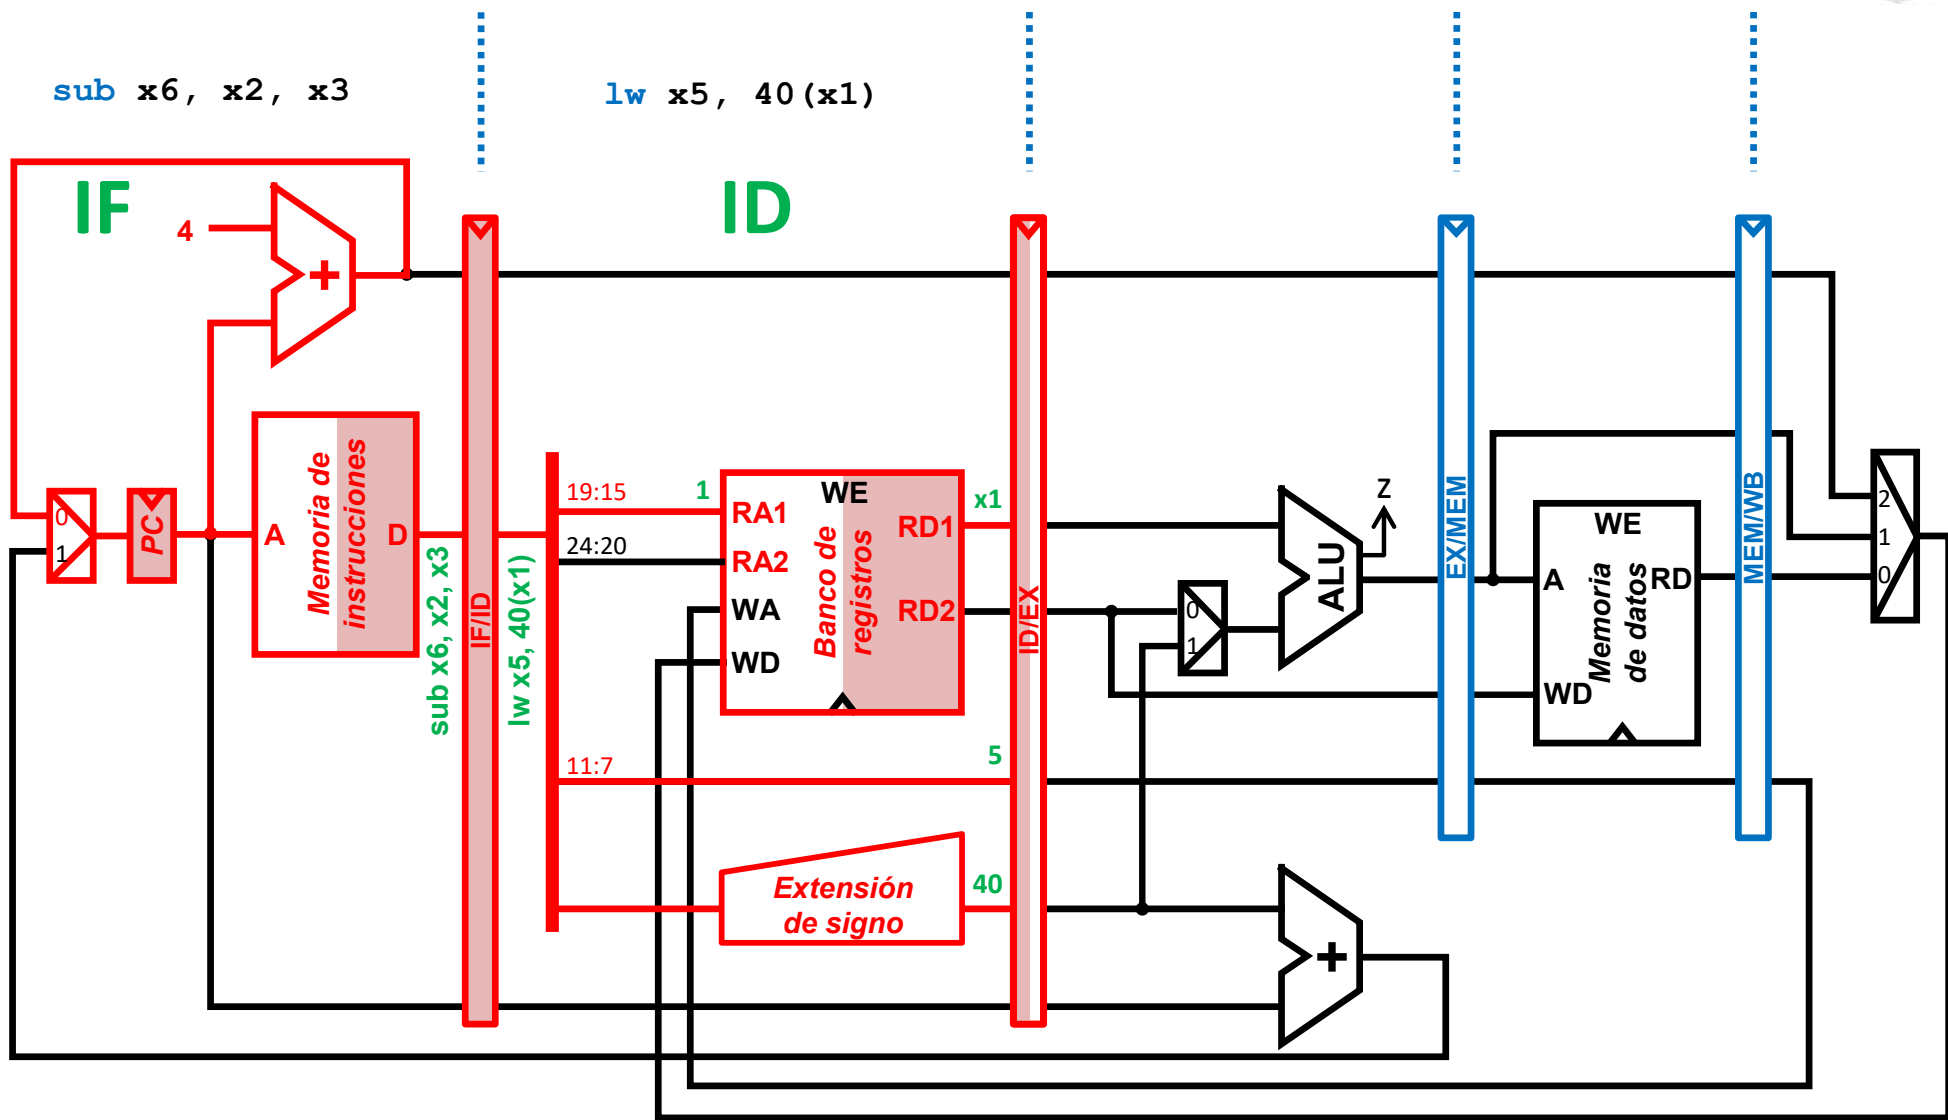 sub x6, x2, x3
lw x5, 40(x1)
IF
ID
4
+
0
1
PC
A
Memoria de
instrucciones
D
sub x6, x2, x3
IF/ID
lw x5, 40(x1)
19:15
1
24:20
11:7
RA1
RA2
WA
WD
WE
Banco de
registros
RD1
RD2
x1
5
Extensión
de signo
40
ID/EX
0
1
ALU
Z
+
EX/MEM
A
WD
WE
Memoria
de datos
RD
MEM/WB
2
1
0